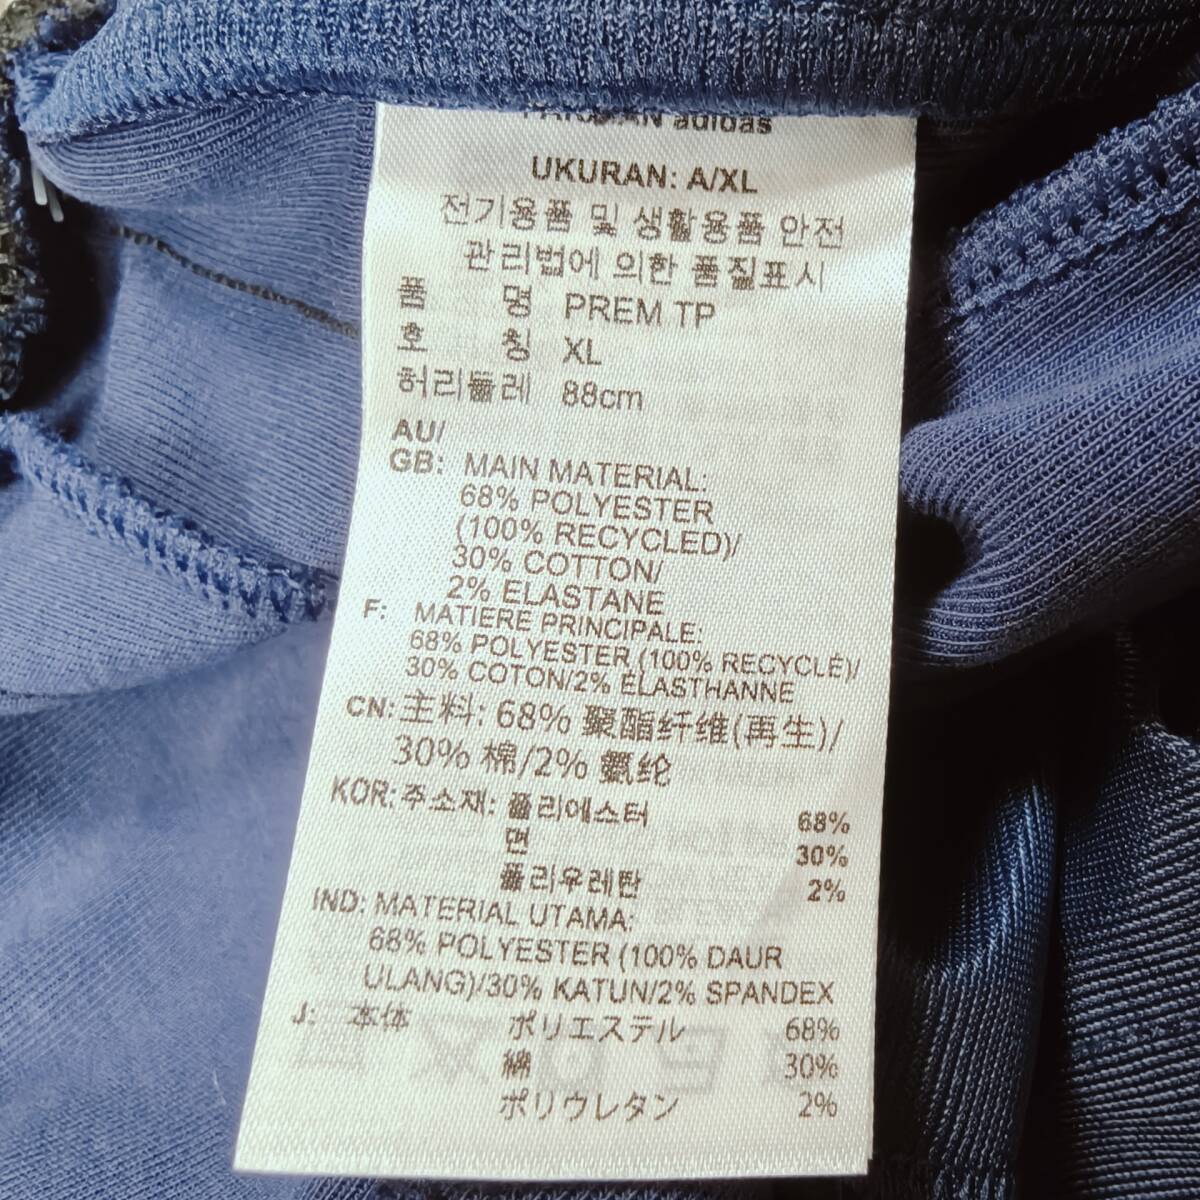 PAKAIAN adidas
UKURAN: A/XL
전기용품 및 생활용품 안전
관리법에 의한 품질표시
품 명 PREM TP
호 칭 XL
허리둘레 88cm
AU/
GB: MAIN MATERIAL:
68% POLYESTER
(100% RECYCLED)/
30% COTTON/
2% ELASTANE
F: MATIERE PRINCIPALE:
68% POLYESTER (100% RECYCLÉ)/
30% COTON/2% ÉLASTHANNE
CN: 主料: 68% 聚酯纤维(再生)/
30% 棉/2% 氨纶
KOR: 주소재: 폴리에스터 68%
면 30%
폴리우레탄 2%
IND: MATERIAL UTAMA:
68% POLYESTER (100% DAUR
ULANG)/30% KATUN/2% SPANDEX
J: 本体 ポリエステル 68%
綿 30%
ポリウレタン 2%